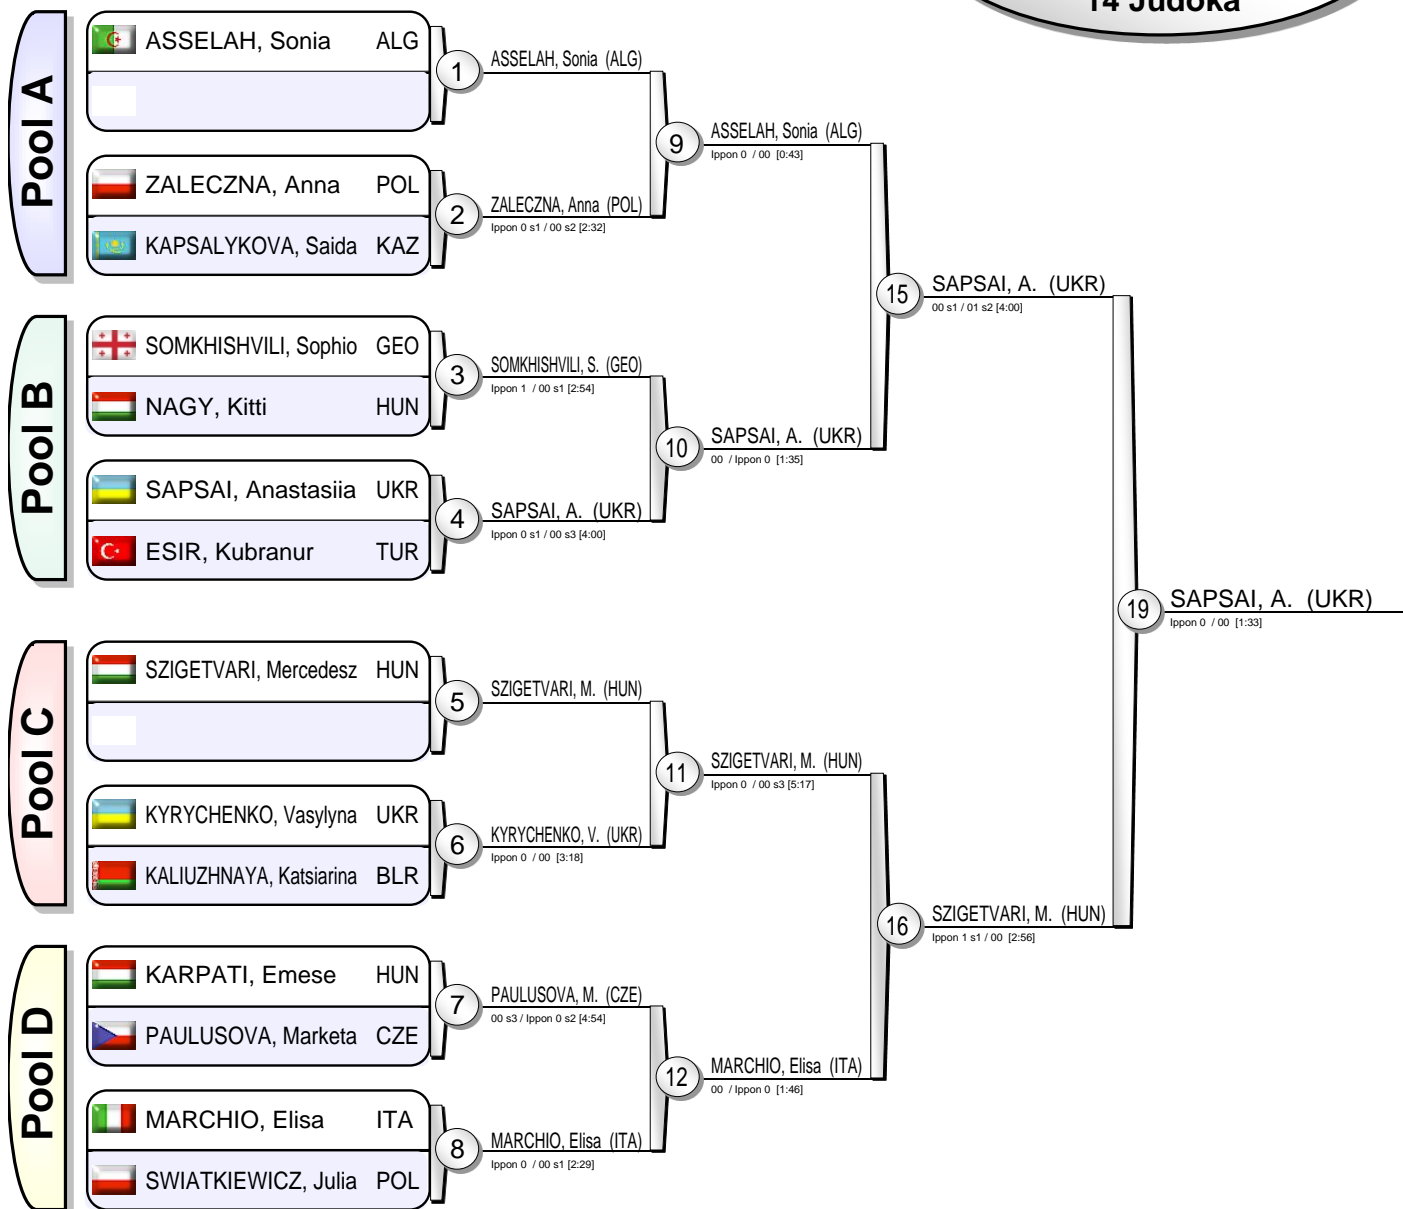 14 Judoka
Pool A
ASSELAH, Sonia ALG
1
ASSELAH, Sonia (ALG)
ZALECZNA, Anna POL
KAPSALYKOVA, Saida KAZ
2
ZALECZNA, Anna (POL)
Ippon 0 s1 / 00 s2 [2:32]
9
ASSELAH, Sonia (ALG)
Ippon 0 / 00 [0:43]
Pool B
SOMKHISHVILI, Sophio GEO
NAGY, Kitti HUN
3
SOMKHISHVILI, S. (GEO)
Ippon 1 / 00 s1 [2:54]
SAPSAI, Anastasiia UKR
ESIR, Kubranur TUR
4
SAPSAI, A. (UKR)
Ippon 0 s1 / 00 s3 [4:00]
10
SAPSAI, A. (UKR)
00 / Ippon 0 [1:35]
15
SAPSAI, A. (UKR)
00 s1 / 01 s2 [4:00]
Pool C
SZIGETVARI, Mercedesz HUN
5
SZIGETVARI, M. (HUN)
KYRYCHENKO, Vasylyna UKR
KALIUZHNAYA, Katsiarina BLR
6
KYRYCHENKO, V. (UKR)
Ippon 0 / 00 [3:18]
11
SZIGETVARI, M. (HUN)
Ippon 0 / 00 s3 [5:17]
Pool D
KARPATI, Emese HUN
PAULUSOVA, Marketa CZE
7
PAULUSOVA, M. (CZE)
00 s3 / Ippon 0 s2 [4:54]
MARCHIO, Elisa ITA
SWIATKIEWICZ, Julia POL
8
MARCHIO, Elisa (ITA)
Ippon 0 / 00 s1 [2:29]
12
MARCHIO, Elisa (ITA)
00 / Ippon 0 [1:46]
16
SZIGETVARI, M. (HUN)
Ippon 1 s1 / 00 [2:56]
19
SAPSAI, A. (UKR)
Ippon 0 / 00 [1:33]